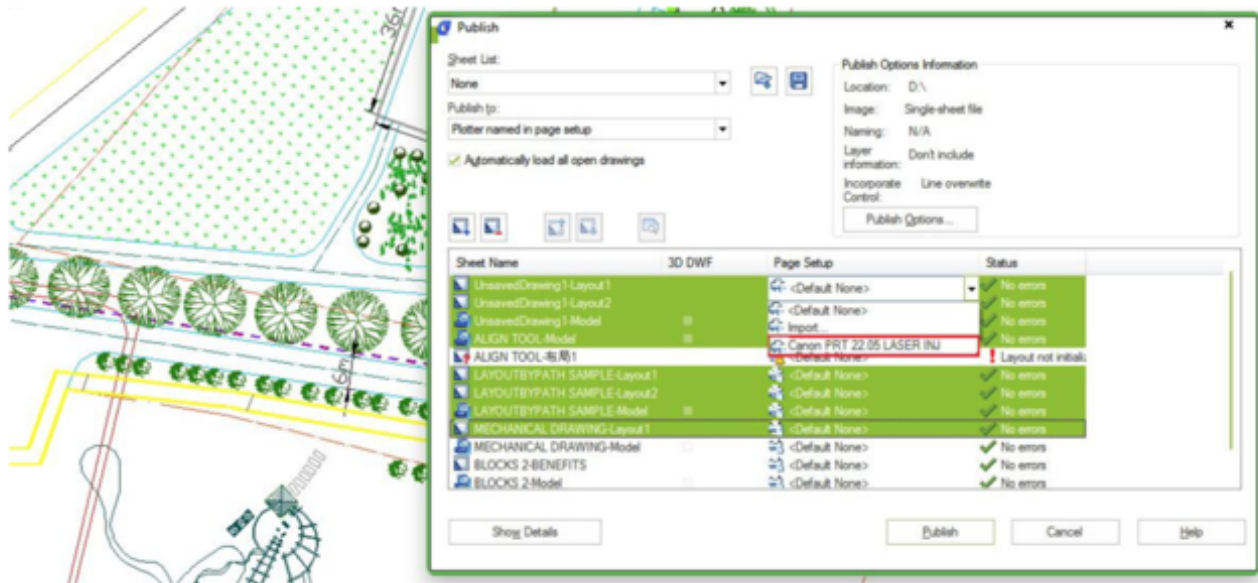 36
Publish
Sheet List:
None
Publish to:
Plotter named in page setup
Automatically load all open drawings
Publish Options Information
Location: D:\
Image: Single-sheet file
Naming: N/A
Layer information: Don't include
Incorporate Control: Line overwrite
Publish Options...
Sheet Name 3D DWF Page Setup Status
UnsavedDrawing1-Layout1 <Default None> No errors
UnsavedDrawing1-Layout2 <Default None> No errors
UnsavedDrawing1-Model Import... No errors
ALIGN TOOL-Model Canon PRT 22.05 LASER INJ No errors
ALIGN TOOL-布局1 <Default None> ! Layout not initializ
LAYOUTBYPATH SAMPLE-Layout1 <Default None> No errors
LAYOUTBYPATH SAMPLE-Layout2 <Default None> No errors
LAYOUTBYPATH SAMPLE-Model <Default None> No errors
MECHANICAL DRAWING-Layout1 <Default None> No errors
MECHANICAL DRAWING-Model <Default None> No errors
BLOCKS 2-BENEFITS <Default None> No errors
BLOCKS 2-Model <Default None> No errors
6m
Show Details
Publish
Cancel
Help